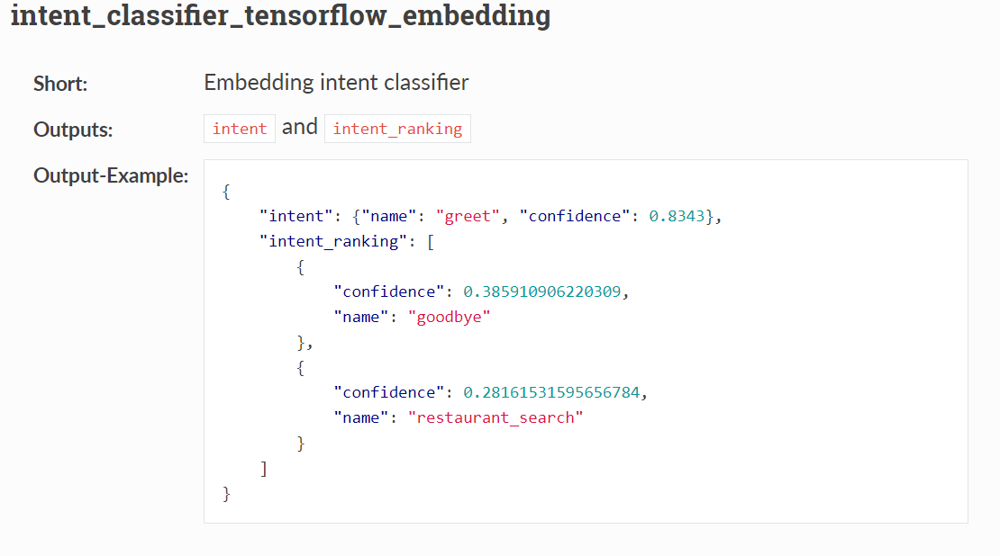 intent_classifier_tensorflow_embedding
Short: Embedding intent classifier
Outputs: intent and intent_ranking
Output-Example:
{
    "intent": {"name": "greet", "confidence": 0.8343},
    "intent_ranking": [
        {
            "confidence": 0.385910906220309,
            "name": "goodbye"
        },
        {
            "confidence": 0.28161531595656784,
            "name": "restaurant_search"
        }
    ]
}